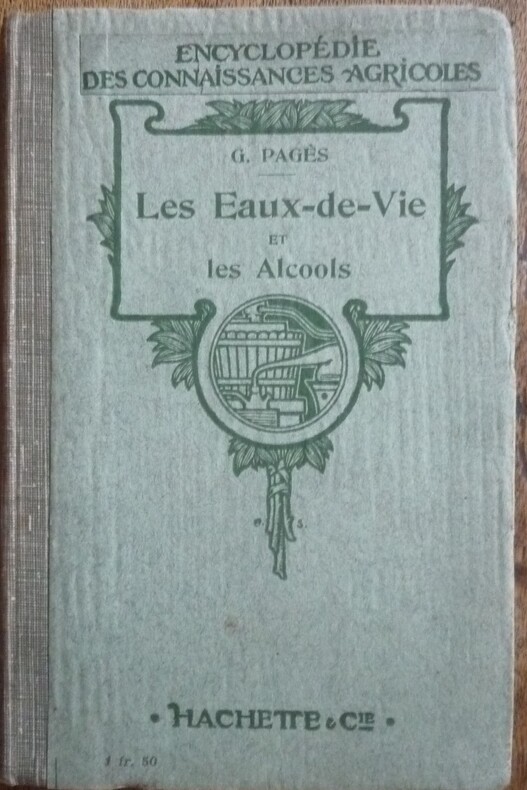 ENCYCLOPÉDIE
DES CONNAISSANCES AGRICOLES
G. PAGÈS
Les Eaux-de-Vie
ET
les Alcools
• HACHETTE & CIE •
1 fr. 50